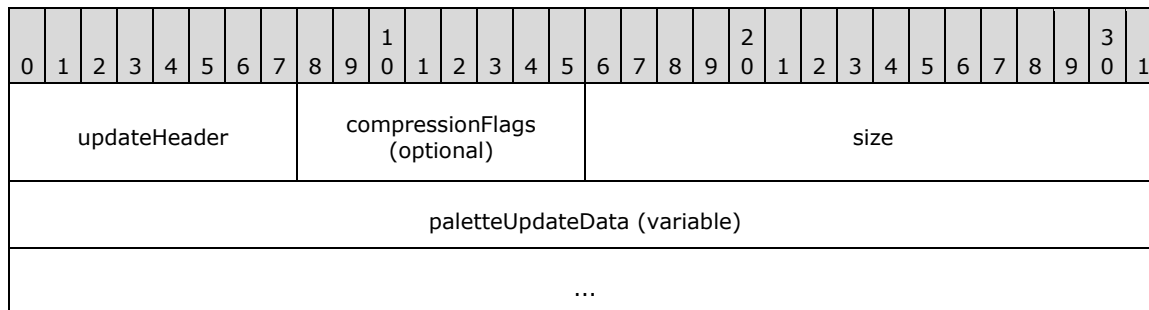 1 2 3
0 1 2 3 4 5 6 7 8 9 0 1 2 3 4 5 6 7 8 9 0 1 2 3 4 5 6 7 8 9 0 1
updateHeader compressionFlags size
(optional)
paletteUpdateData (variable)
...